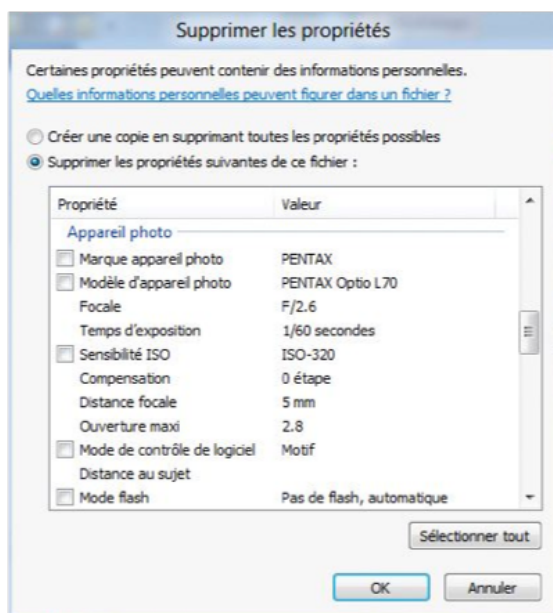 Supprimer les propriétés
Certaines propriétés peuvent contenir des informations personnelles.
Quelles informations personnelles peuvent figurer dans un fichier ?
Créer une copie en supprimant toutes les propriétés possibles
Supprimer les propriétés suivantes de ce fichier :
Propriété Valeur
Appareil photo
Marque appareil photo PENTAX
Modèle d'appareil photo PENTAX Optio L70
Focale F/2.6
Temps d'exposition 1/60 secondes
Sensibilité ISO ISO-320
Compensation 0 étape
Distance focale 5 mm
Ouverture maxi 2.8
Mode de contrôle de logiciel Motif
Distance au sujet
Mode flash Pas de flash, automatique
Sélectionner tout
OK Annuler